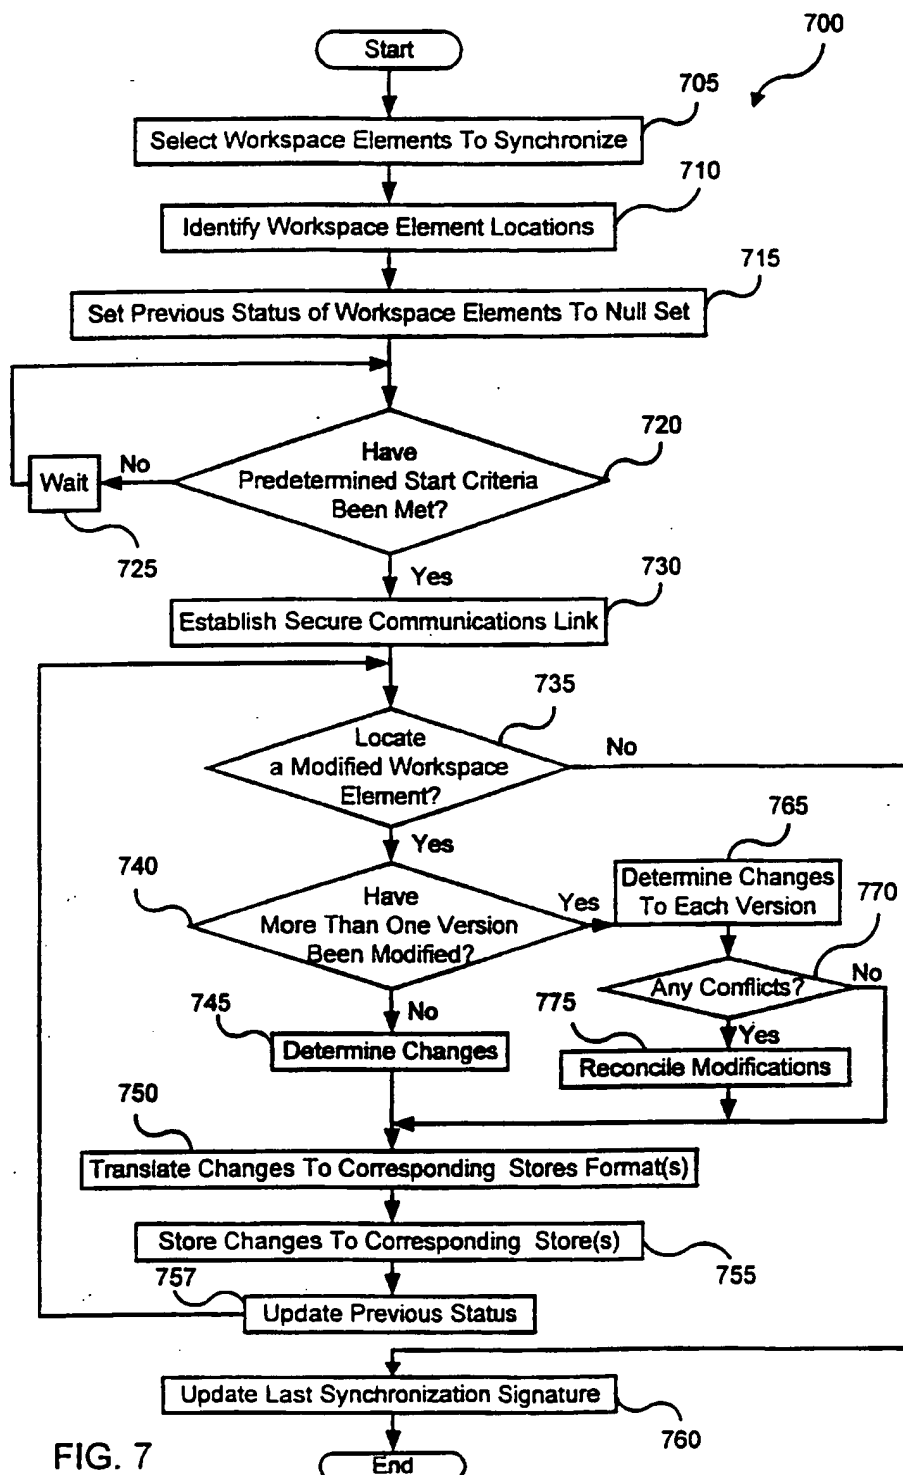 700
Start
705
Select Workspace Elements To Synchronize
710
Identify Workspace Element Locations
715
Set Previous Status of Workspace Elements To Null Set
720
Have
Predetermined Start Criteria
Been Met?
No
Wait
725
Yes
730
Establish Secure Communications Link
735
Locate
a Modified Workspace
Element?
No
Yes
740
Have
More Than One Version
Been Modified?
Yes
765
Determine Changes
To Each Version
770
Any Conflicts?
No
No
745
Determine Changes
775
Yes
Reconcile Modifications
750
Translate Changes To Corresponding Stores Format(s)
Store Changes To Corresponding Store(s)
755
757
Update Previous Status
Update Last Synchronization Signature
760
End
FIG. 7